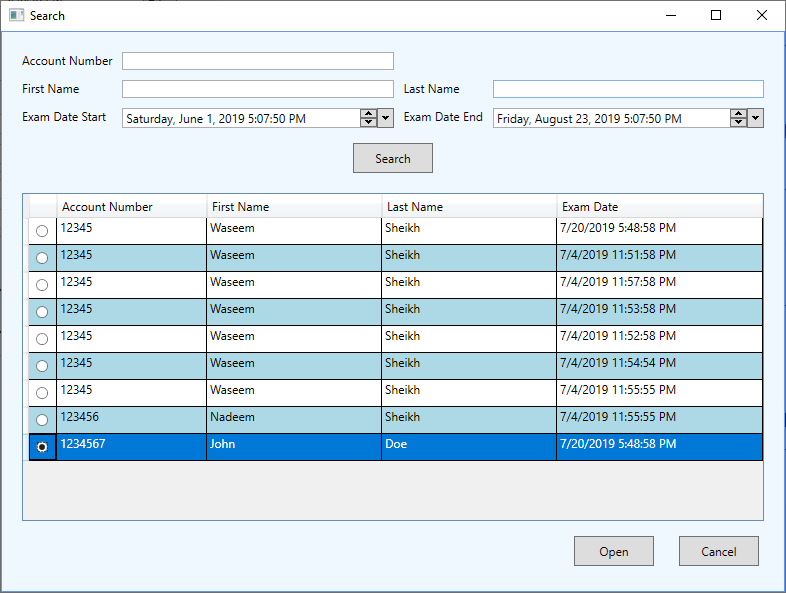 Search
Account Number
First Name Last Name
Exam Date Start Saturday, June 1, 2019 5:07:50 PM Exam Date End Friday, August 23, 2019 5:07:50 PM
Search
Account Number First Name Last Name Exam Date
12345 Waseem Sheikh 7/20/2019 5:48:58 PM
12345 Waseem Sheikh 7/4/2019 11:51:58 PM
12345 Waseem Sheikh 7/4/2019 11:57:58 PM
12345 Waseem Sheikh 7/4/2019 11:53:58 PM
12345 Waseem Sheikh 7/4/2019 11:52:58 PM
12345 Waseem Sheikh 7/4/2019 11:54:54 PM
12345 Waseem Sheikh 7/4/2019 11:55:55 PM
123456 Nadeem Sheikh 7/4/2019 11:55:55 PM
1234567 John Doe 7/20/2019 5:48:58 PM
Open Cancel